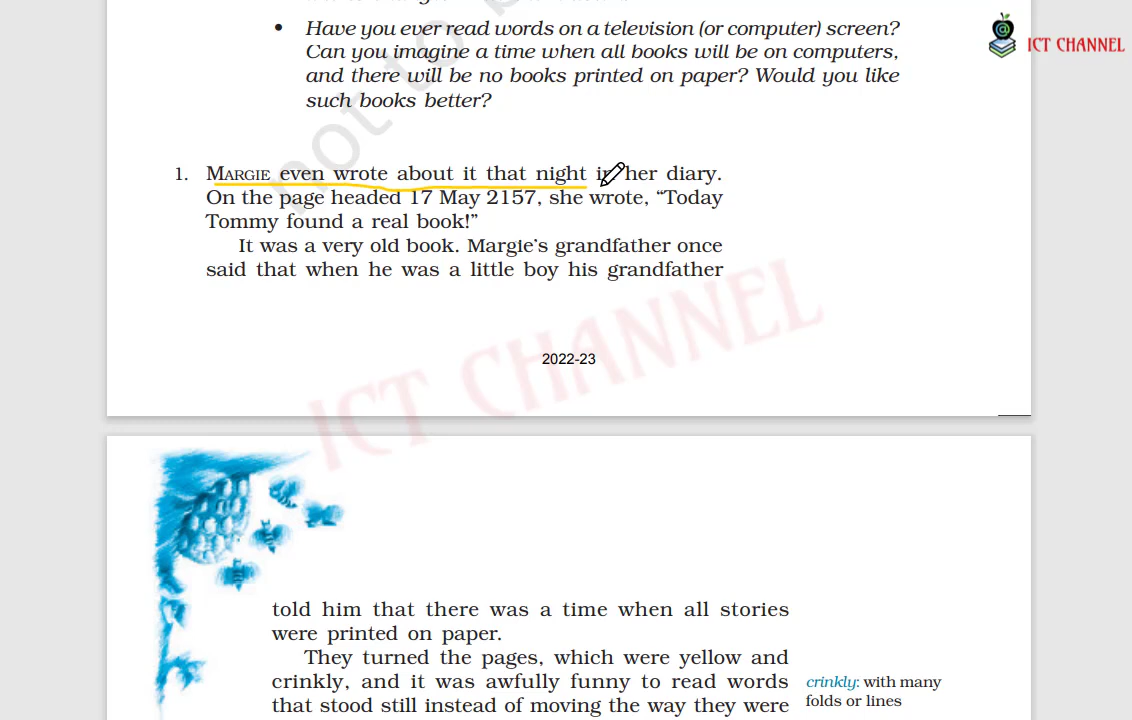 • Have you ever read words on a television (or computer) screen?
Can you imagine a time when all books will be on computers,
and there will be no books printed on paper? Would you like
such books better?
ICT CHANNEL
not to b
1. MARGIE even wrote about it that night in her diary.
On the page headed 17 May 2157, she wrote, “Today
Tommy found a real book!”
It was a very old book. Margie’s grandfather once
said that when he was a little boy his grandfather
ICT CHANNEL
2022-23
told him that there was a time when all stories
were printed on paper.
They turned the pages, which were yellow and
crinkly, and it was awfully funny to read words
that stood still instead of moving the way they were
crinkly: with many
folds or lines